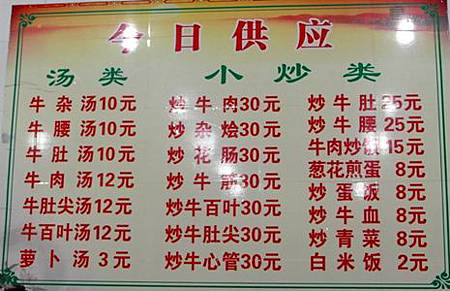 今日供应
汤类 小炒类
牛杂汤10元 炒牛肉30元 炒牛肚25元
牛腰汤10元 炒杂烩30元 炒牛腰25元
牛肚汤10元 炒花肠30元 牛肉炒饭15元
牛肉汤12元 炒牛筋30元 葱花煎蛋8元
牛肚尖汤12元 炒牛百叶30元 炒蛋饭8元
牛百叶汤12元 炒牛肚尖30元 炒牛血8元
萝卜汤3元 炒牛心管30元 炒青菜8元
白米饭2元